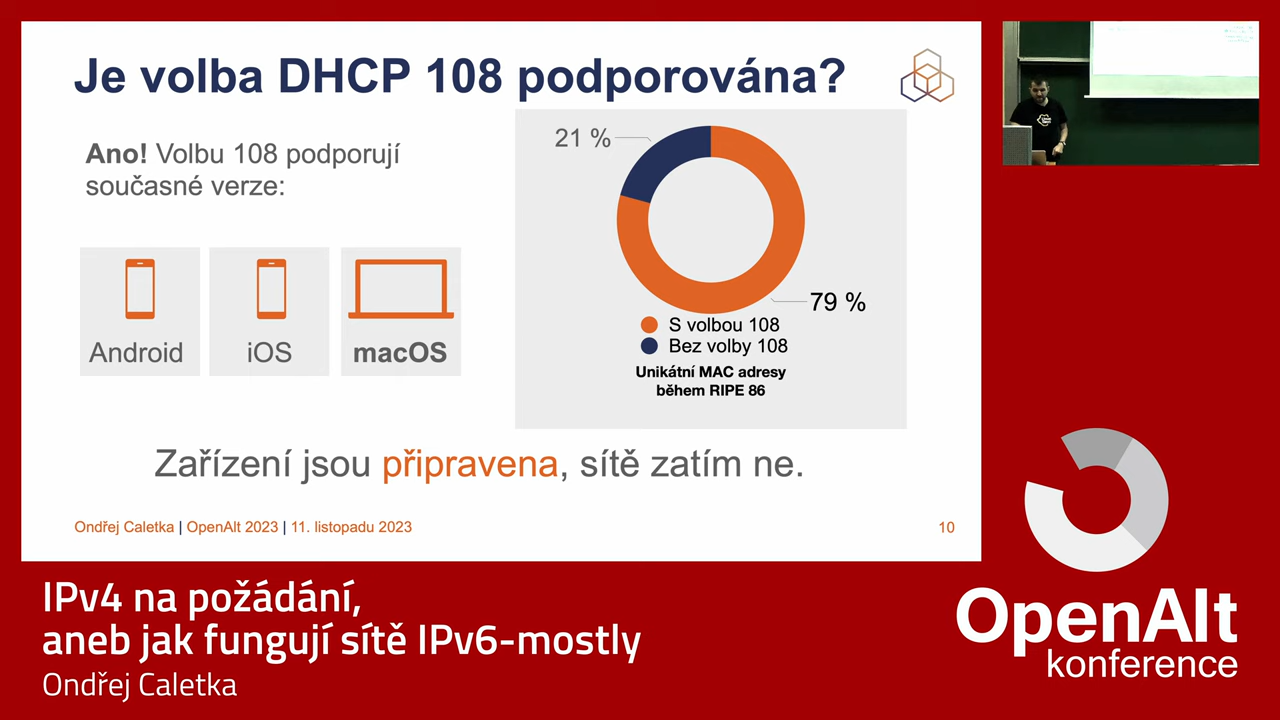 Je volba DHCP 108 podporována?
Ano! Volbu 108 podporují
současné verze:
Android
iOS
macOS
21 %
79 %
S volbou 108
Bez volby 108
Unikátní MAC adresy
během RIPE 86
Zařízení jsou připravena, sítě zatím ne.
Ondřej Caletka | OpenAlt 2023 | 11. listopadu 2023
10
IPv4 na požádání,
aneb jak fungují sítě IPv6-mostly
Ondřej Caletka
OpenAlt
konference